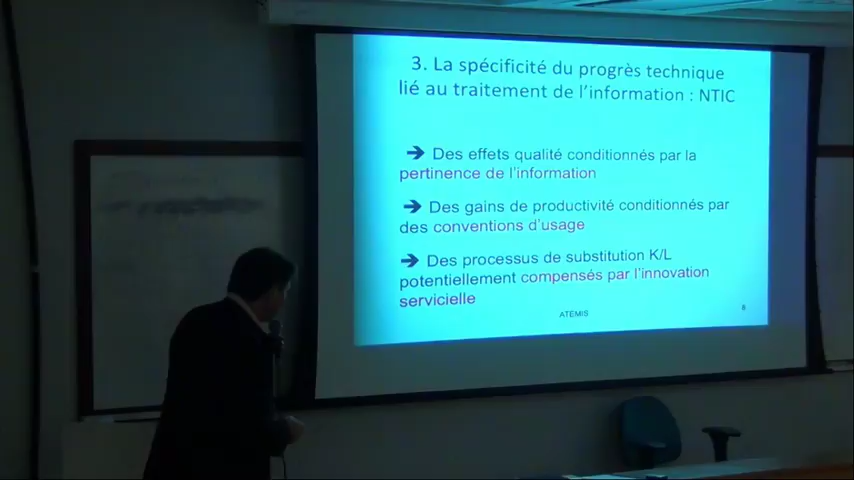 3. La spécificité du progrès technique
lié au traitement de l'information : NTIC
➔ Des effets qualité conditionnés par la
pertinence de l'information
➔ Des gains de productivité conditionnés par
des conventions d'usage
➔ Des processus de substitution K/L
potentiellement compensés par l'innovation
servicielle
ATEMIS